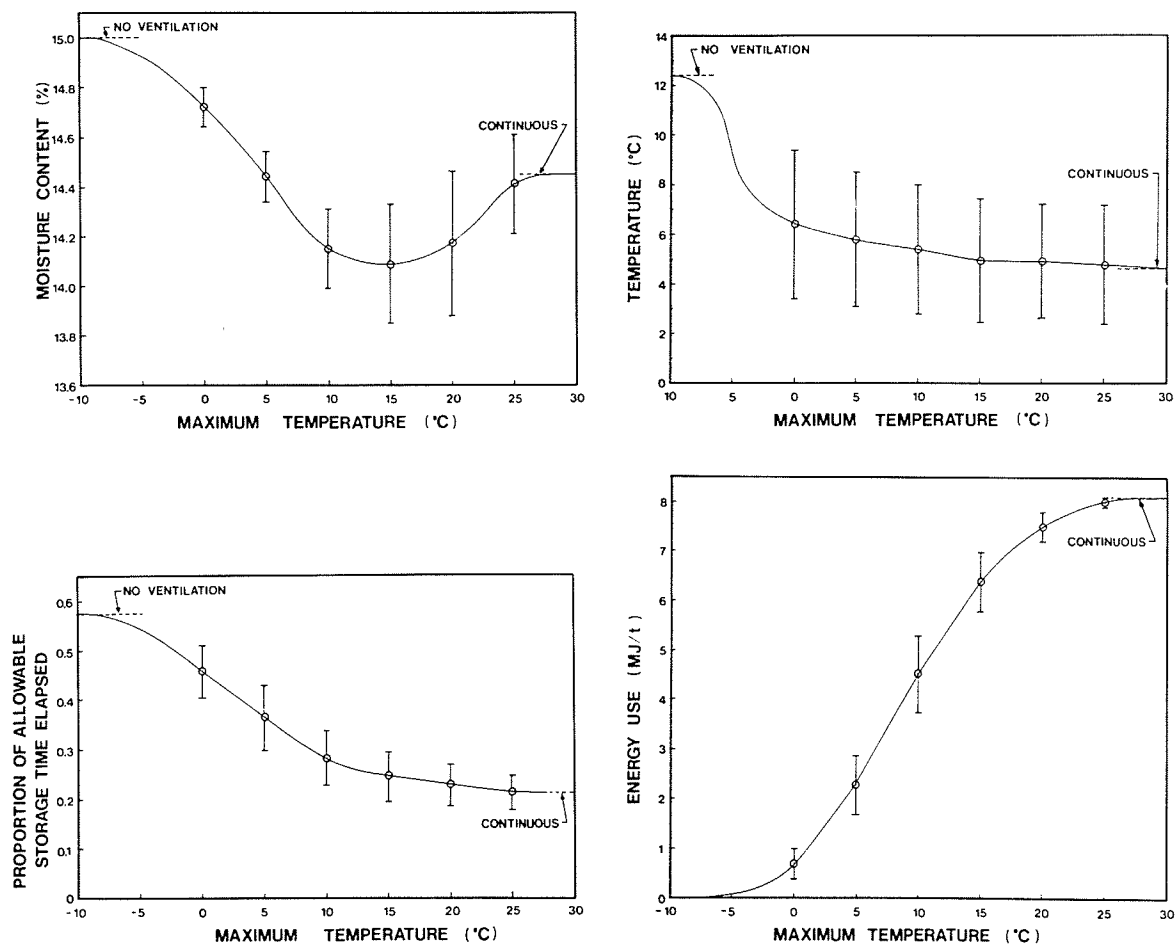 NO VENTILATION
CONTINUOUS
15.0
14.8
14.6
14.4
14.2
14.0
13.8
13.6
MOISTURE CONTENT (%)
-10 -5 0 5 10 15 20 25 30
MAXIMUM TEMPERATURE (°C)
NO VENTILATION
CONTINUOUS
14
12
10
8
6
4
2
0
TEMPERATURE (°C)
10 5 0 5 10 15 20 25 30
MAXIMUM TEMPERATURE (°C)
NO VENTILATION
CONTINUOUS
0.6
0.5
0.4
0.3
0.2
0.1
0
PROPORTION OF ALLOWABLE
STORAGE TIME ELAPSED
-10 -5 0 5 10 15 20 25 30
MAXIMUM TEMPERATURE (°C)
CONTINUOUS
8
7
6
5
4
3
2
1
0
ENERGY USE (MJ/t)
-10 -5 0 5 10 15 20 25 30
MAXIMUM TEMPERATURE (°C)